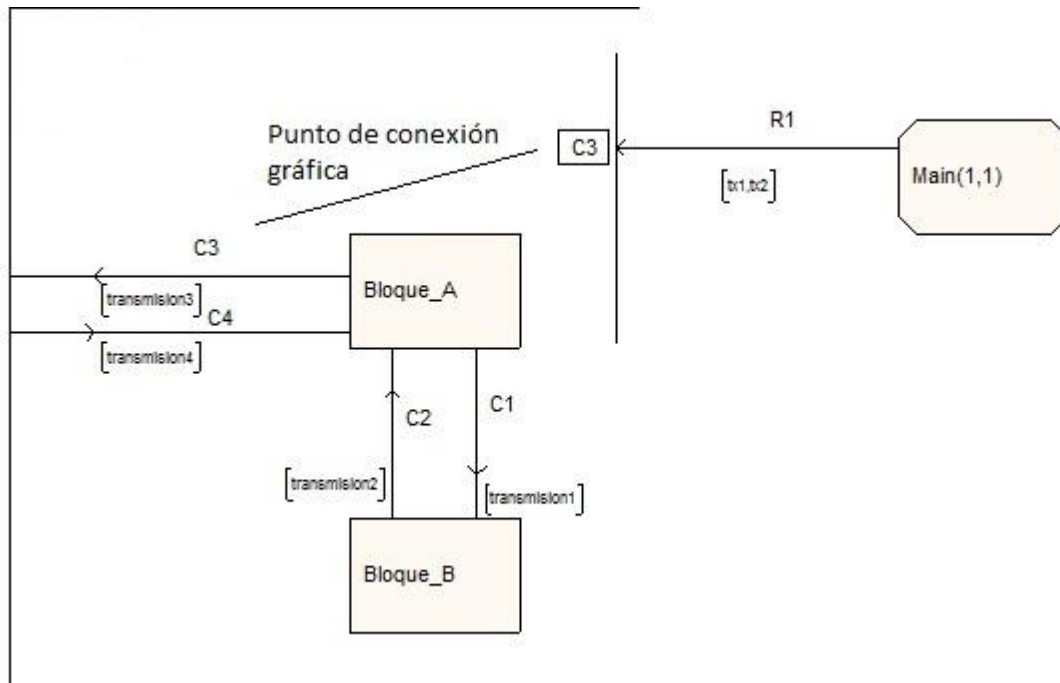 R1
Punto de conexión
gráfica
C3
[tx1,tx2]
Main(1,1)
C3
[transmision3]
Bloque_A
C4
[transmision4]
C2
C1
[transmision2]
[transmision1]
Bloque_B